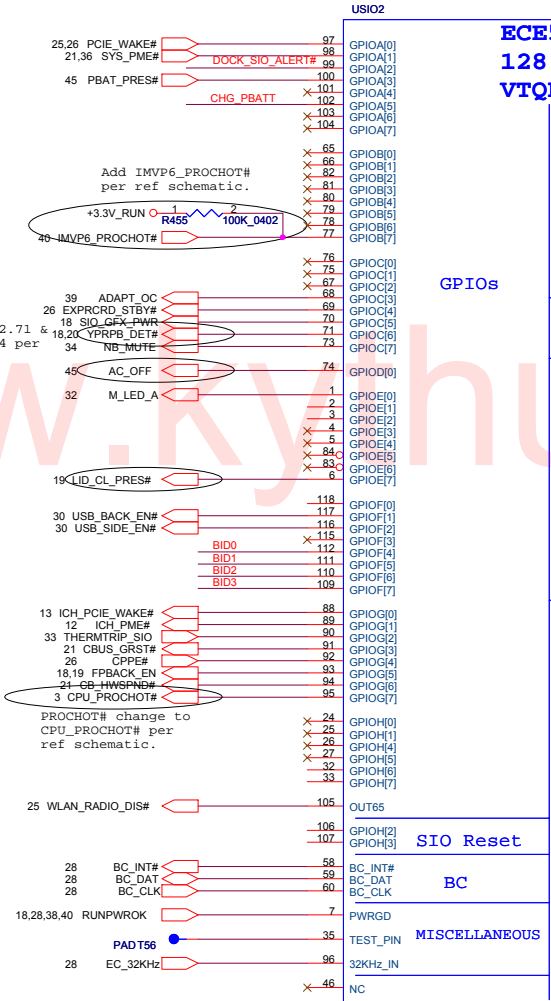 USIO2
ECE5
128
VTQF
25,26 PCIE_WAKE# 97 GPIOA[0]
21,36 SYS_PME# 98 GPIOA[1]
DOCK_SIO_ALERT# 99 GPIOA[2]
45 PBAT_PRES# 100 GPIOA[3]
101 GPIOA[4]
CHG_PBATT 102 GPIOA[5]
103 GPIOA[6]
104 GPIOA[7]
65 GPIOB[0]
66 GPIOB[1]
82 GPIOB[2]
81 GPIOB[3]
80 GPIOB[4]
79 GPIOB[5]
78 GPIOB[6]
77 GPIOB[7]
Add IMVP6_PROCHOT#
per ref schematic.
+3.3V_RUN 1 2
R455 100K_0402
40 IMVP6_PROCHOT#
76 GPIOC[0]
75 GPIOC[1]
67 GPIOC[2]
39 ADAPT_OC 68 GPIOC[3]
26 EXPRCRD_STBY# 69 GPIOC[4]
18 SIO_GFX_PWR 70 GPIOC[5]
18,20 YPRPB_DET# 71 GPIOC[6]
34 NB_MUTE 73 GPIOC[7]
2.71 &
4 per
GPIOs
45 AC_OFF 74 GPIOD[0]
32 M_LED_A 1 GPIOE[0]
2 GPIOE[1]
3 GPIOE[2]
4 GPIOE[3]
5 GPIOE[4]
84 GPIOE[5]
83 GPIOE[6]
19 LID_CL_PRES# 6 GPIOE[7]
www.kylhu
118 GPIOF[0]
30 USB_BACK_EN# 117 GPIOF[1]
30 USB_SIDE_EN# 116 GPIOF[2]
115 GPIOF[3]
BID0 112 GPIOF[4]
BID1 111 GPIOF[5]
BID2 110 GPIOF[6]
BID3 109 GPIOF[7]
13 ICH_PCIE_WAKE# 88 GPIOG[0]
12 ICH_PME# 89 GPIOG[1]
33 THERMTRIP_SIO 90 GPIOG[2]
21 CBUS_GRST# 91 GPIOG[3]
26 CPPE# 92 GPIOG[4]
18,19 FPBACK_EN 93 GPIOG[5]
21 CB_HWSPND# 94 GPIOG[6]
3 CPU_PROCHOT# 95 GPIOG[7]
PROCHOT# change to
CPU_PROCHOT# per
ref schematic.
24 GPIOH[0]
25 GPIOH[1]
26 GPIOH[4]
27 GPIOH[5]
32 GPIOH[6]
33 GPIOH[7]
25 WLAN_RADIO_DIS# 105 OUT65
106 GPIOH[2]
107 GPIOH[3]
SIO Reset
28 BC_INT# 58 BC_INT#
28 BC_DAT 59 BC_DAT
28 BC_CLK 60 BC_CLK
BC
18,28,38,40 RUNPWROK 7 PWRGD
PAD T56 35 TEST_PIN
MISCELLANEOUS
28 EC_32KHz 96 32KHz_IN
46 NC